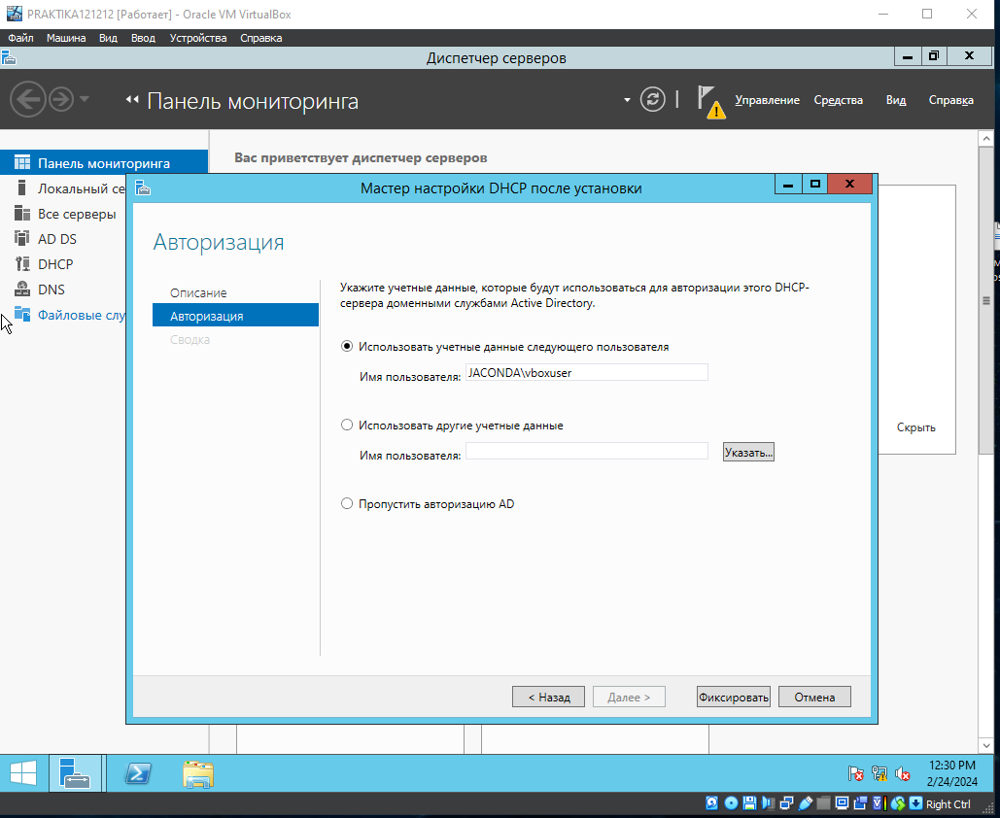 PRAKTIKA121212 [Работает] - Oracle VM VirtualBox
Файл Машина Вид Ввод Устройства Справка
Диспетчер серверов
Панель мониторинга
Управление Средства Вид Справка
Панель мониторинга
Локальный се
Все серверы
AD DS
DHCP
DNS
Файловые слу
Вас приветствует диспетчер серверов
Скрыть
Мастер настройки DHCP после установки
Авторизация
Описание
Авторизация
Сводка
Укажите учетные данные, которые будут использоваться для авторизации этого DHCP-
сервера доменными службами Active Directory.
Использовать учетные данные следующего пользователя
Имя пользователя: JACONDA\vboxuser
Использовать другие учетные данные
Имя пользователя: Указать...
Пропустить авторизацию AD
< Назад Далее > Фиксировать Отмена
12:30 PM
2/24/2024
Right Ctrl